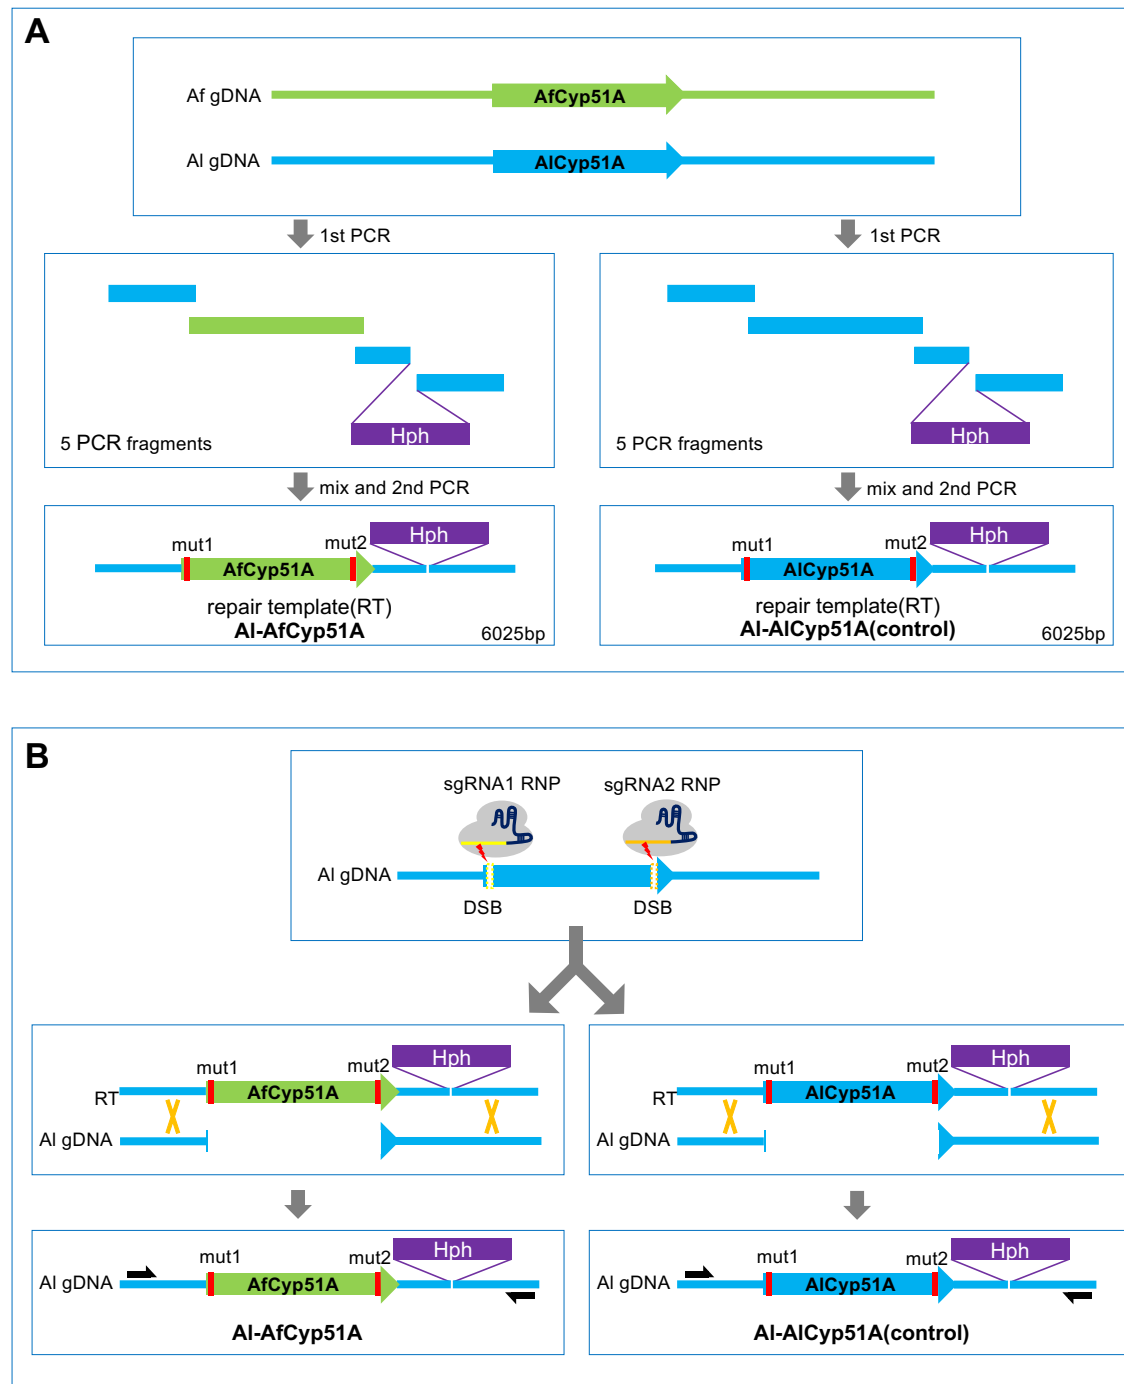 A
Af gDNA
AfCyp51A
Al gDNA
AlCyp51A
1st PCR
1st PCR
Hph
5 PCR fragments
Hph
5 PCR fragments
mix and 2nd PCR
mix and 2nd PCR
Hph
mut1
mut2
AfCyp51A
repair template(RT)
Al-AfCyp51A
6025bp
Hph
mut1
mut2
AlCyp51A
repair template(RT)
Al-AlCyp51A(control)
6025bp
B
sgRNA1 RNP
sgRNA2 RNP
Al gDNA
DSB
DSB
Hph
mut1
mut2
RT
AfCyp51A
Al gDNA
Hph
mut1
mut2
RT
AlCyp51A
Al gDNA
Hph
mut1
mut2
Al gDNA
AfCyp51A
Al-AfCyp51A
Hph
mut1
mut2
Al gDNA
AlCyp51A
Al-AlCyp51A(control)